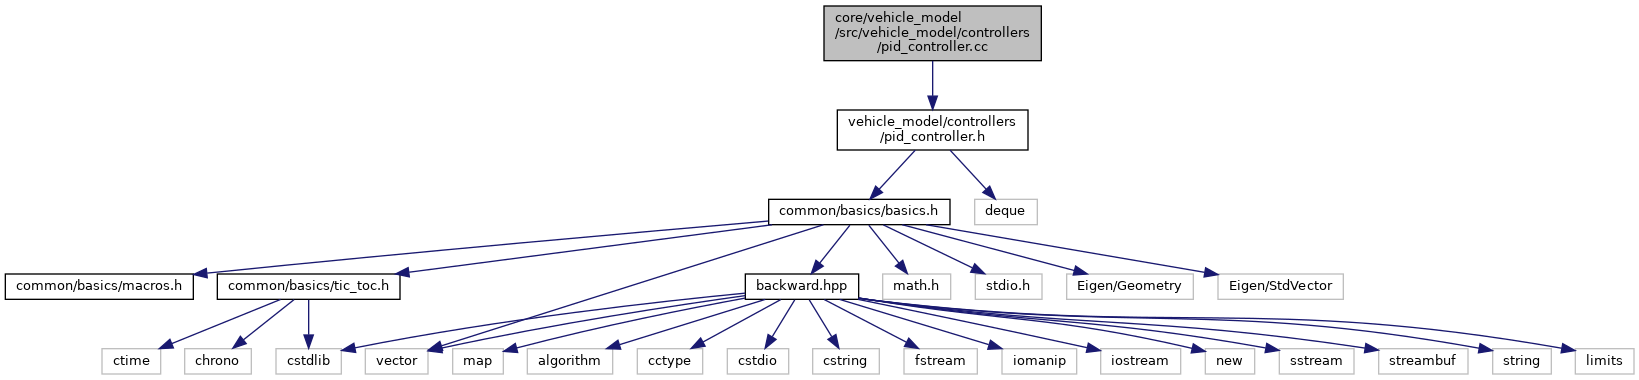 core/vehicle_model
/src/vehicle_model/controllers
/pid_controller.cc
vehicle_model/controllers
/pid_controller.h
common/basics/basics.h
deque
common/basics/macros.h
common/basics/tic_toc.h
backward.hpp
math.h
stdio.h
Eigen/Geometry
Eigen/StdVector
ctime
chrono
cstdlib
vector
map
algorithm
cctype
cstdio
cstring
fstream
iomanip
iostream
new
sstream
streambuf
string
limits